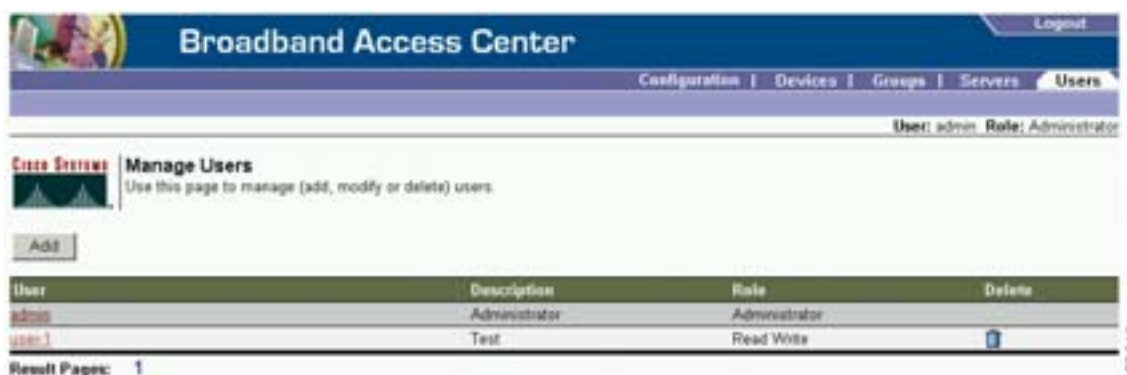 Logout
Broadband Access Center
Configuration | Devices | Groups | Servers Users
User: admin Role: Administrator
CISCO SYSTEMS
Manage Users
Use this page to manage (add, modify or delete) users.
Add
User Description Role Delete
admin Administrator Administrator
user1 Test Read Write
Result Pages: 1